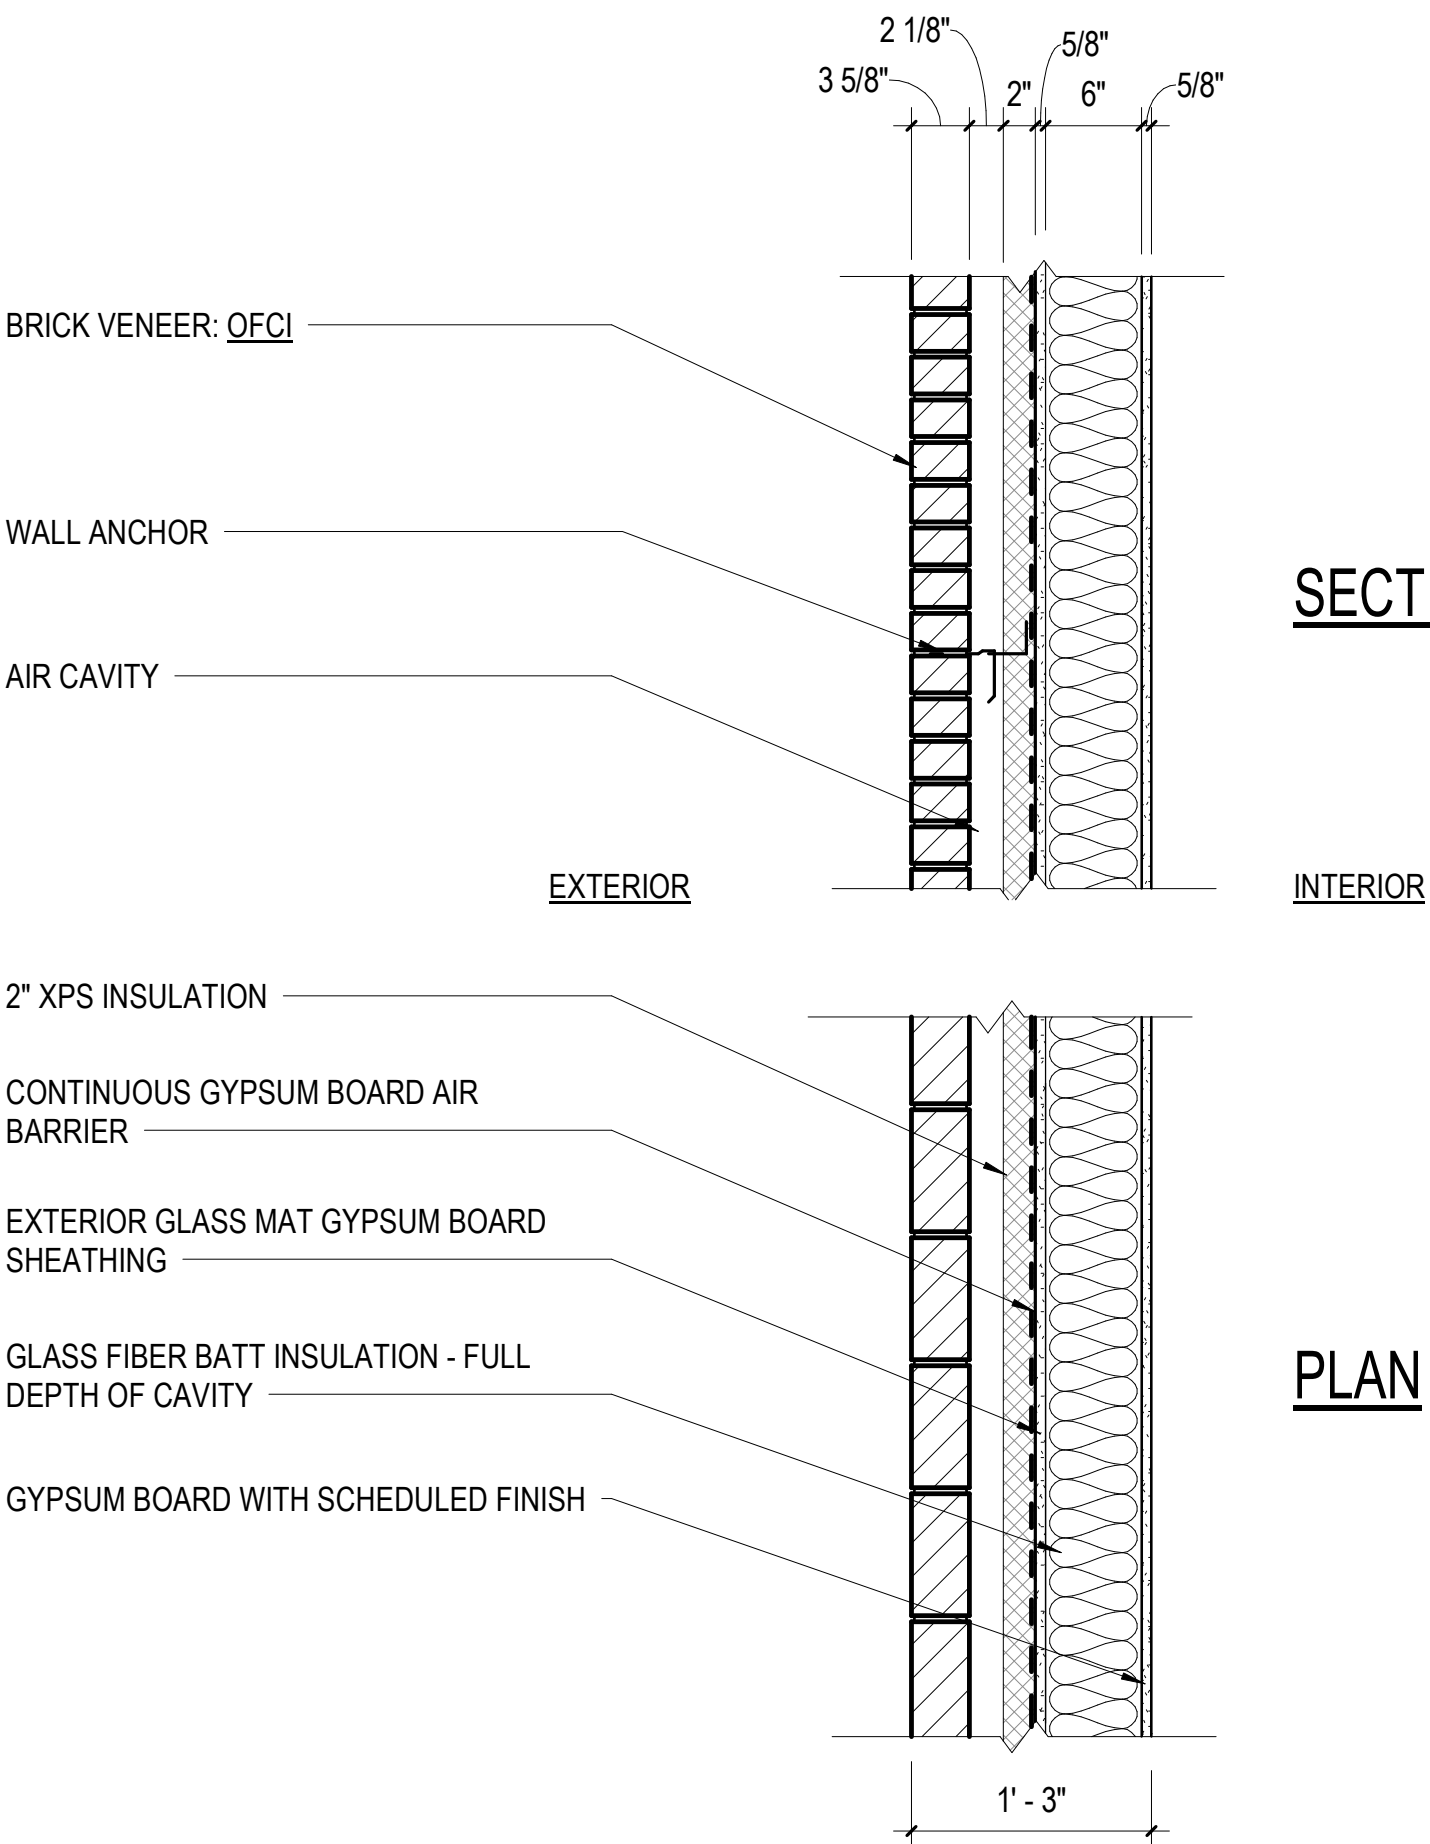 2 1/8"
5/8"
3 5/8"
2"
6"
5/8"
BRICK VENEER: OFCI
WALL ANCHOR
SECT
AIR CAVITY
EXTERIOR
INTERIOR
2" XPS INSULATION
CONTINUOUS GYPSUM BOARD AIR
BARRIER
EXTERIOR GLASS MAT GYPSUM BOARD
SHEATHING
GLASS FIBER BATT INSULATION - FULL
DEPTH OF CAVITY
PLAN
GYPSUM BOARD WITH SCHEDULED FINISH
1' - 3"